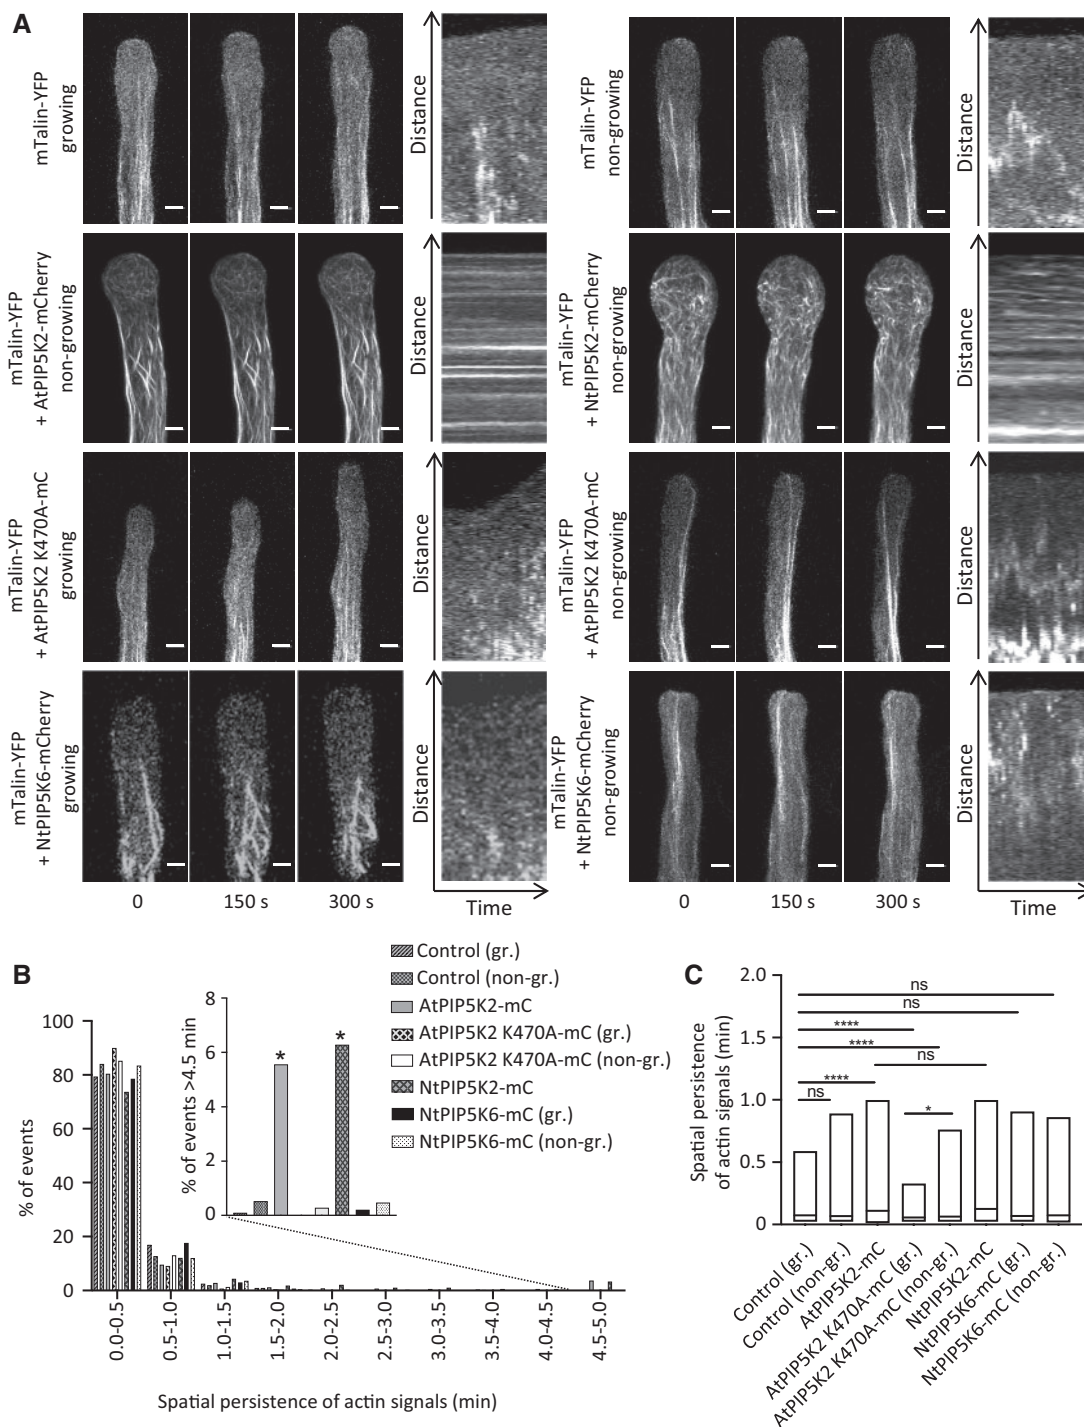 A
mTalin-YFP
growing
Distance
mTalin-YFP
non-growing
Distance
mTalin-YFP
+ AtPIP5K2-mCherry
non-growing
Distance
mTalin-YFP
+ NtPIP5K2-mCherry
non-growing
Distance
mTalin-YFP
+ AtPIP5K2 K470A-mC
growing
Distance
mTalin-YFP
+ AtPIP5K2 K470A-mC
non-growing
Distance
mTalin-YFP
+ NtPIP5K6-mCherry
growing
Distance
mTalin-YFP
+ NtPIP5K6-mCherry
non-growing
Distance
0 150 s 300 s Time 0 150 s 300 s Time
B
Control (gr.)
Control (non-gr.)
AtPIP5K2-mC
AtPIP5K2 K470A-mC (gr.)
AtPIP5K2 K470A-mC (non-gr.)
NtPIP5K2-mC
NtPIP5K6-mC (gr.)
NtPIP5K6-mC (non-gr.)
% of events
100
80
60
80
40
20
0
% of events >4.5 min
8
6
4
2
0
* *
0.0-0.5
0.5-1.0
1.0-1.5
1.5-2.0
2.0-2.5
2.5-3.0
3.0-3.5
3.5-4.0
4.0-4.5
4.5-5.0
Spatial persistence of actin signals (min)
C
Spatial persistence
of actin signals (min)
2.0
1.5
1.0
0.5
0
ns
ns
****
****
ns
****
ns
*
Control (gr.)
Control (non-gr.)
AtPIP5K2-mC
AtPIP5K2 K470A-mC (gr.)
AtPIP5K2 K470A-mC (non-gr.)
NtPIP5K2-mC
NtPIP5K6-mC (gr.)
NtPIP5K6-mC (non-gr.)